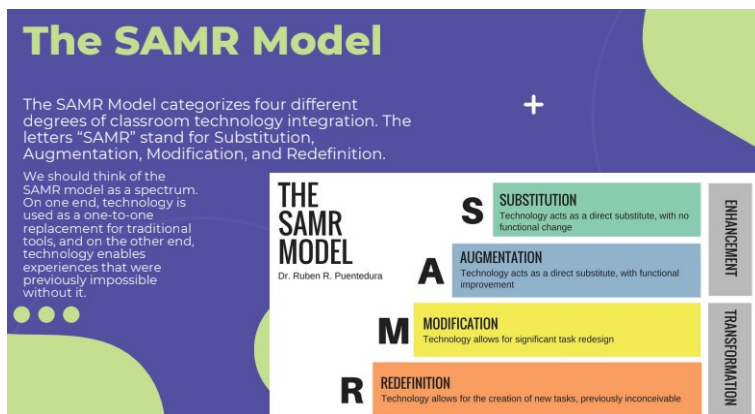 The SAMR Model
The SAMR Model categorizes four different
degrees of classroom technology integration. The
letters “SAMR” stand for Substitution,
Augmentation, Modification, and Redefinition.
We should think of the
SAMR model as a spectrum.
On one end, technology is
used as a one-to-one
replacement for traditional
tools, and on the other end,
technology enables
experiences that were
previously impossible
without it.
THE
SAMR
MODEL
Dr. Ruben R. Puentedura
S
SUBSTITUTION
Technology acts as a direct substitute, with no
functional change
A
AUGMENTATION
Technology acts as a direct substitute, with functional
improvement
ENHANCEMENT
M
MODIFICATION
Technology allows for significant task redesign
R
REDEFINITION
Technology allows for the creation of new tasks, previously inconceivable
TRANSFORMATION